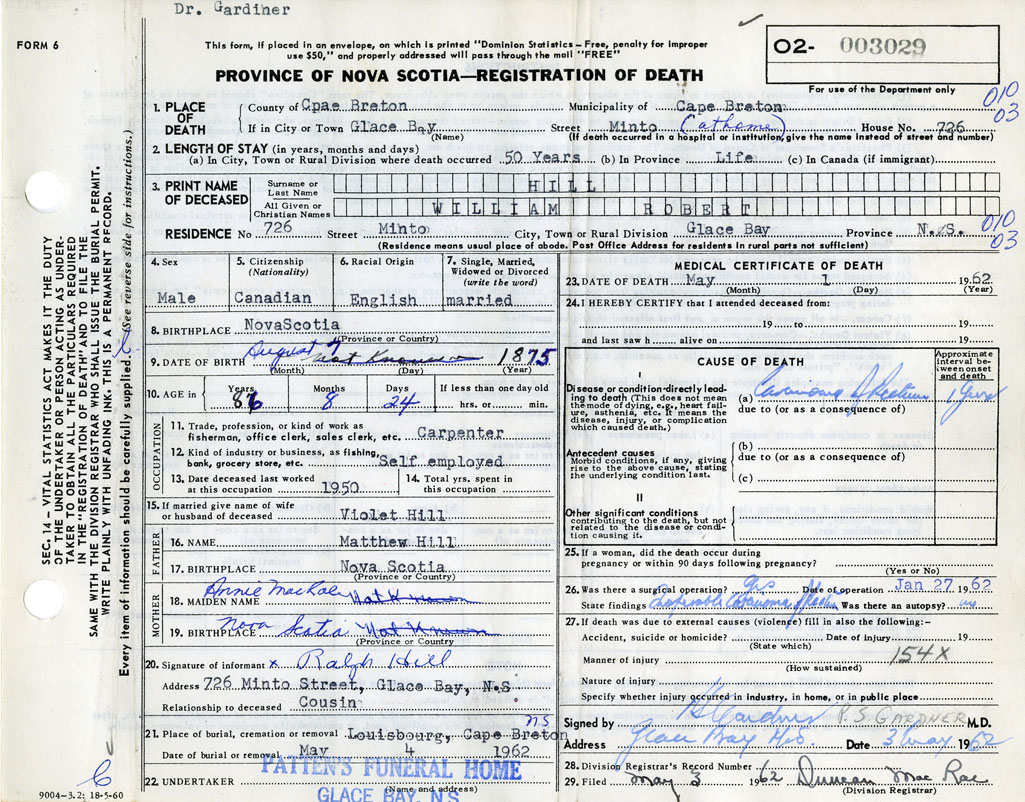 Dr. Gardiner
FORM 6
This form, if placed in an envelope, on which is printed "Dominion Statistics – Free, penalty for improper
use $50," and properly addressed will pass through the mail "FREE"
02- 003029
For use of the Department only
PROVINCE OF NOVA SCOTIA—REGISTRATION OF DEATH
010
03
1. PLACE OF DEATH
County of Cpae Breton Municipality of Cape Breton
If in City or Town Glace Bay Street Minto (at home) House No. 726
(Name) (If death occurred in a hospital or institution, give the name instead of street and number)
2. LENGTH OF STAY (in years, months and days)
(a) In City, Town or Rural Division where death occurred 50 Years (b) In Province Life (c) In Canada (if immigrant)
3. PRINT NAME OF DECEASED
Surname or Last Name HILL
All Given or Christian Names WILLIAM ROBERT
RESIDENCE No 726 Street Minto City, Town or Rural Division Glace Bay Province N.S.
010
03
(Residence means usual place of abode. Post Office Address for residents in rural parts not sufficient)
4. Sex Male
5. Citizenship (Nationality) Canadian
6. Racial Origin English
7. Single, Married, Widowed or Divorced (write the word) married
8. BIRTHPLACE NovaScotia
(Province or Country)
9. DATE OF BIRTH August 7 Not Known 1875
(Month) (Day) (Year)
10. AGE in Years 86 Months 8 Days 24 If less than one day old hrs. or min.
OCCUPATION
11. Trade, profession, or kind of work as fisherman, office clerk, sales clerk, etc. Carpenter
12. Kind of industry or business, as fishing, bank, grocery store, etc. Self employed
13. Date deceased last worked at this occupation 1950
14. Total yrs. spent in this occupation
15. If married give name of wife or husband of deceased Violet Hill
FATHER
16. NAME Matthew Hill
17. BIRTHPLACE Nova Scotia
(Province or Country)
MOTHER
18. MAIDEN NAME Annie Not Known
19. BIRTHPLACE Nova Scotia Not Known
(Province or Country)
20. Signature of informant x Ralph Hill
Address 726 Minto Street, Glace Bay, N.S
Relationship to deceased Cousin
21. Place of burial, cremation or removal Louisbourg, Cape Breton NS
Date of burial or removal May 4 1962
22. UNDERTAKER PATTEN'S FUNERAL HOME
(Name and address)
GLACE BAY, N.S
MEDICAL CERTIFICATE OF DEATH
23. DATE OF DEATH May 1 1962
(Month) (Day) (Year)
24. I HEREBY CERTIFY that I attended deceased from:
19 to 19
and last saw h alive on 19
CAUSE OF DEATH
Approximate interval between onset and death
I
Disease or condition directly leading to death (This does not mean the mode of dying, e.g., heart failure, asthenia, etc. It means the disease, injury, or complication which caused death.)
(a) Carcinoma of Rectum 1 Year
due to (or as a consequence of)
Antecedent causes
Morbid conditions, if any, giving rise to the above cause, stating the underlying condition last.
(b)
due to (or as a consequence of)
(c)
II
Other significant conditions
contributing to the death, but not related to the disease or condition causing it.
25. If a woman, did the death occur during
pregnancy or within 90 days following pregnancy?
(Yes or No)
26. Was there a surgical operation? yes Date of operation Jan 27 1962
State findings Inoperable Carcinoma of Rectum Was there an autopsy? no
27. If death was due to external causes (violence) fill in also the following:—
Accident, suicide or homicide? Date of injury 19
(State which)
154X
Manner of injury
(How sustained)
Nature of injury
Specify whether injury occurred in industry, in home, or in public place
Signed by P.S. GARDNER M.D.
Address Glace Bay N.S. Date 3 May 1962
28. Division Registrar's Record Number
29. Filed May 3 1962 Duncan MacRae
(Division Registrar)
SEC. 14 – VITAL STATISTICS ACT MAKES IT THE DUTY
OF THE UNDERTAKER OR PERSON ACTING AS UNDER-
TAKER TO OBTAIN ALL THE PARTICULARS REQUIRED
IN THE "REGISTRATION OF DEATH" AND TO FILE THE
SAME WITH THE DIVISION REGISTRAR WHO SHALL ISSUE THE BURIAL PERMIT.
WRITE PLAINLY WITH UNFADING INK. THIS IS A PERMANENT RECORD.
Every item of information should be carefully supplied. (See reverse side for instructions.)
9004-3.2: 18-5-60